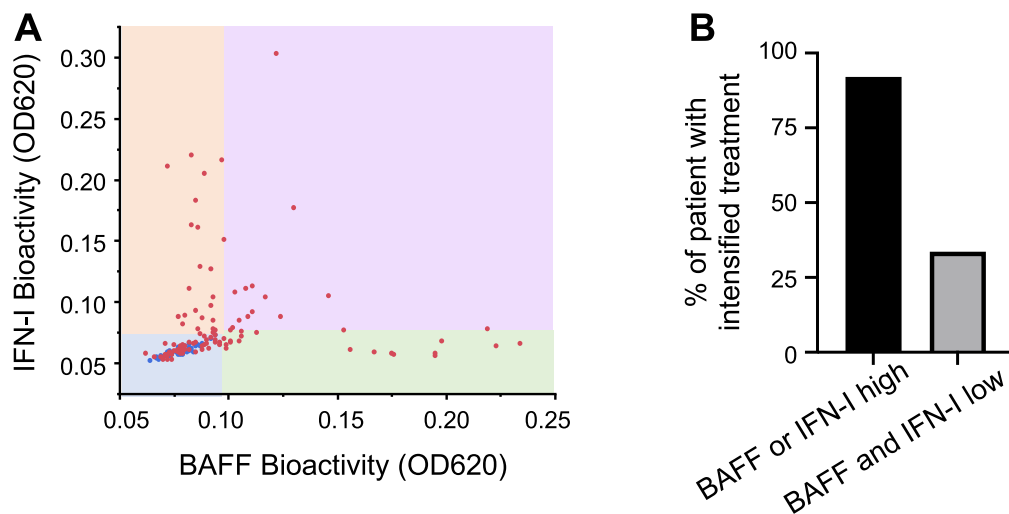 A
IFN-I Bioactivity (OD620)
0.30
0.25
0.20
0.15
0.10
0.05
0.05
0.10
0.15
0.20
0.25
BAFF Bioactivity (OD620)
B
% of patient with
intensified treatment
100
75
50
25
0
BAFF or IFN-I high
BAFF and IFN-I low